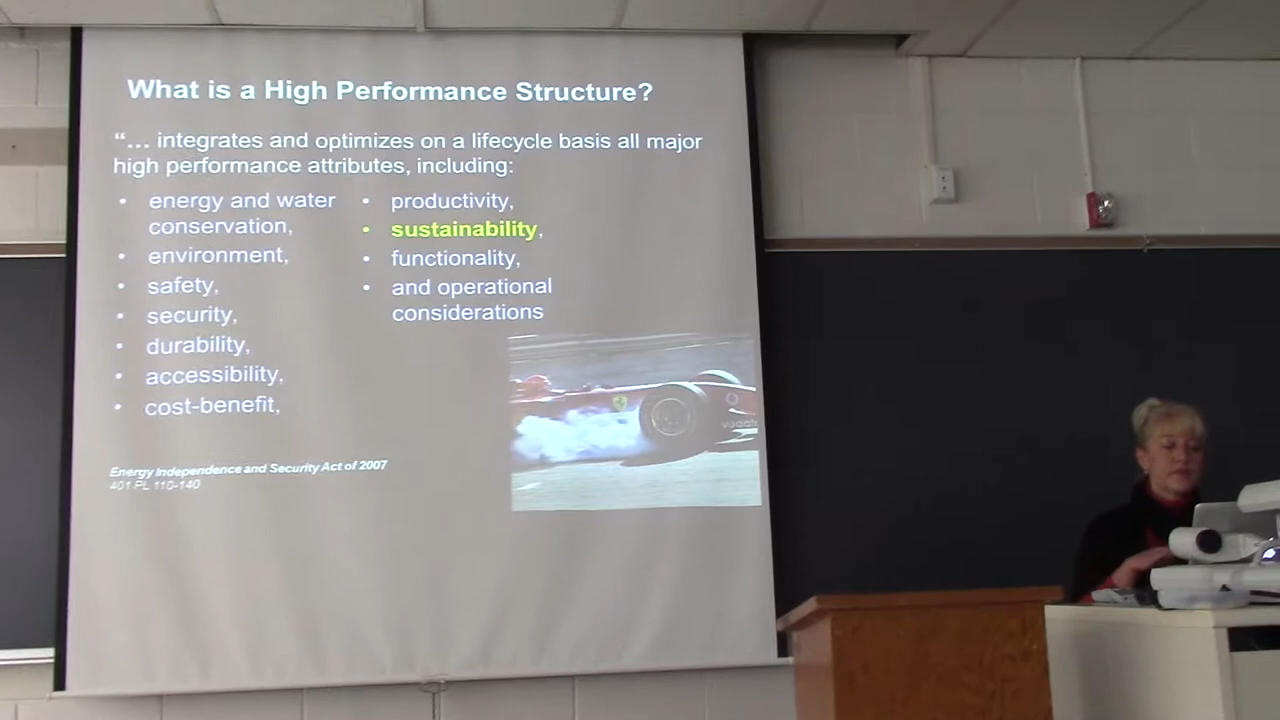 What is a High Performance Structure?
“... integrates and optimizes on a lifecycle basis all major
high performance attributes, including:
• energy and water
conservation,
• environment,
• safety,
• security,
• durability,
• accessibility,
• cost-benefit,
• productivity,
• sustainability,
• functionality,
• and operational
considerations
Energy Independence and Security Act of 2007
401 PL 110-140